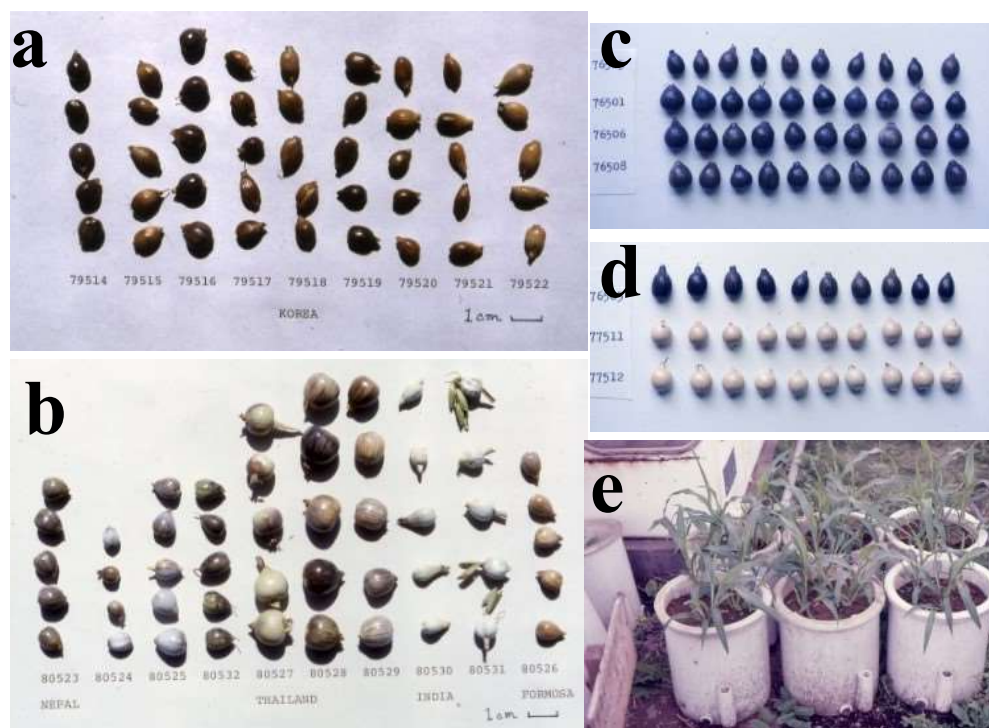 a
79514 79515 79516 79517 79518 79519 79520 79521 79522
KOREA 1cm
b
80523 80524 80525 80532 80527 80528 80529 80530 80531 80526
NEPAL THAILAND INDIA FORMOSA
1cm
c
76501
76506
76508
d
77511
77512
e